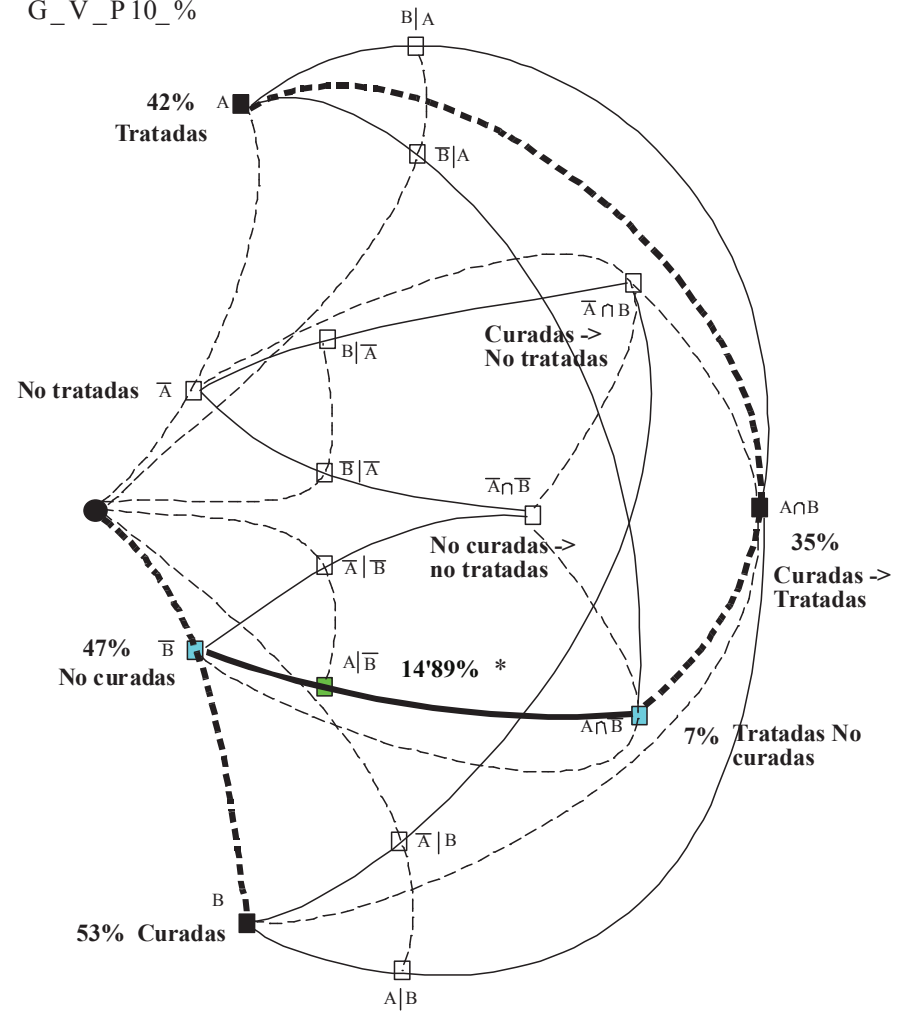 G_V_P10_%
B|A
42% A
Tratadas
B̅|A
A̅∩B
Curadas ->
No tratadas
B|A̅
No tratadas A̅
B̅|A̅
A̅∩B̅
A∩B
35%
No curadas ->
no tratadas
Curadas ->
Tratadas
A̅|B̅
47% B̅
No curadas
A|B̅
14'89% *
A∩B̅
7% Tratadas No
curadas
A̅|B
B
53% Curadas
A|B